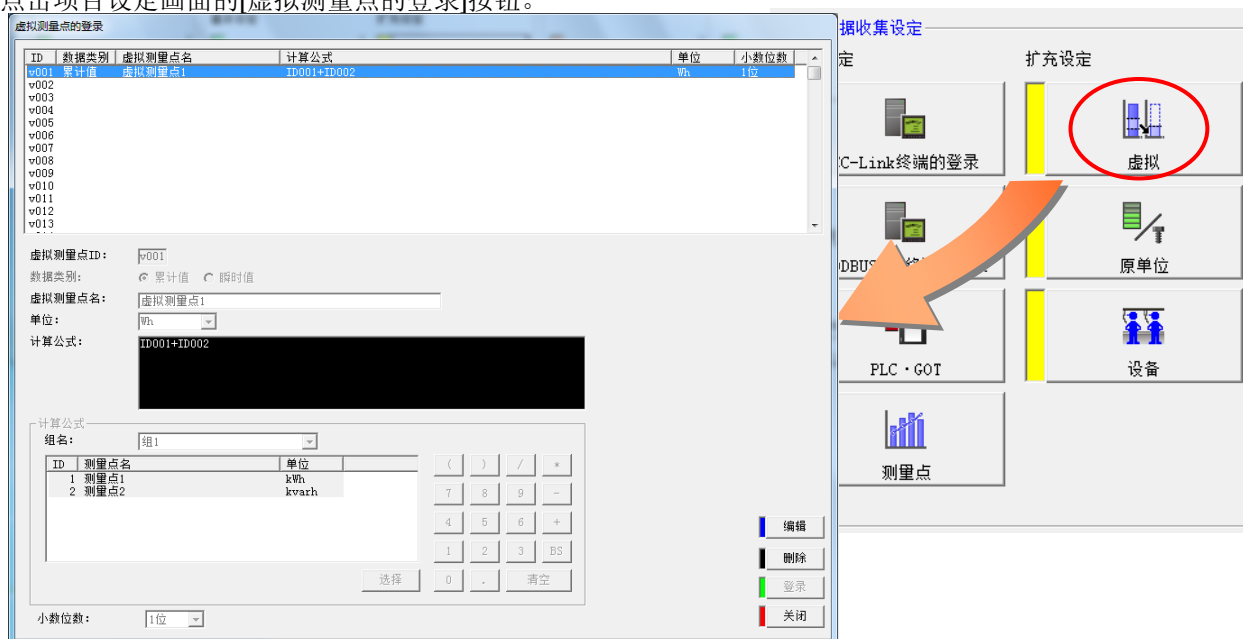 点击项目设定画面的[虚拟测量点的登录]按钮。
虚拟测量点的登录
ID 数据类别 虚拟测量点名 计算公式 单位 小数位数
v001 累计值 虚拟测量点1 ID001+ID002 Wh 1位
v002
v003
v004
v005
v006
v007
v008
v009
v010
v011
v012
v013
虚拟测量点ID: v001
数据类别: 累计值 瞬时值
虚拟测量点名: 虚拟测量点1
单位: Wh
计算公式: ID001+ID002
计算公式
组名: 组1
ID 测量点名 单位
1 测量点1 kWh
2 测量点2 kvarh
( ) / *
7 8 9 -
4 5 6 +
1 2 3 BS
选择 0 . 清空
小数位数: 1位
编辑
删除
登录
关闭
据收集设定
定 扩充设定
C-Link终端的登录 虚拟
DBUS 原单位
PLC・GOT 设备
测量点